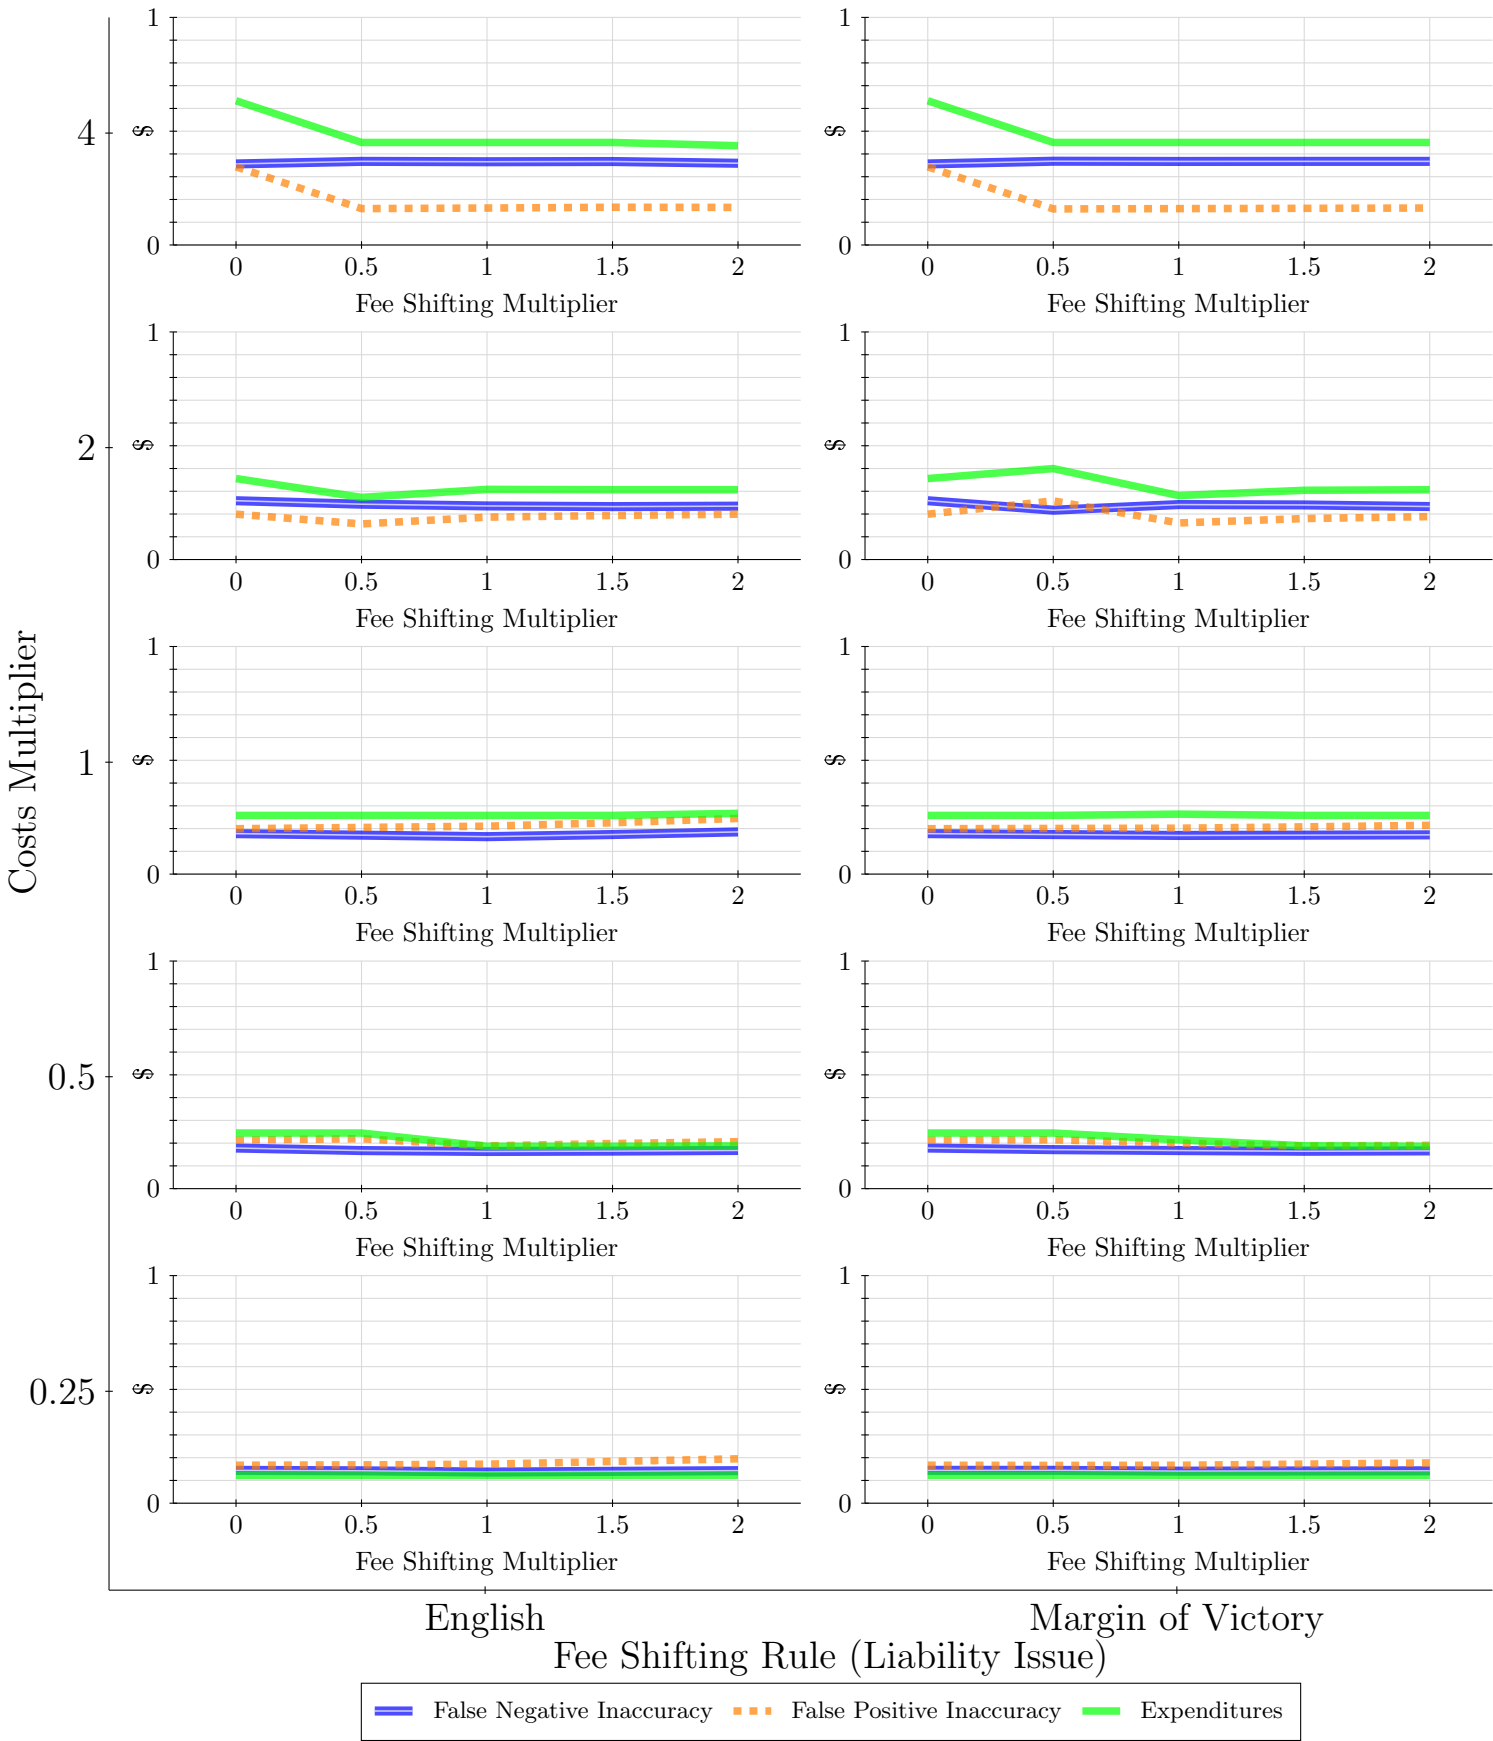 1
$
0
0 0.5 1 1.5 2
Fee Shifting Multiplier
1
$
0
0 0.5 1 1.5 2
Fee Shifting Multiplier
1
$
0
0 0.5 1 1.5 2
Fee Shifting Multiplier
1
$
0
0 0.5 1 1.5 2
Fee Shifting Multiplier
1
$
0
0 0.5 1 1.5 2
Fee Shifting Multiplier
1
$
0
0 0.5 1 1.5 2
Fee Shifting Multiplier
1
$
0
0 0.5 1 1.5 2
Fee Shifting Multiplier
1
$
0
0 0.5 1 1.5 2
Fee Shifting Multiplier
1
$
0
0 0.5 1 1.5 2
Fee Shifting Multiplier
1
$
0
0 0.5 1 1.5 2
Fee Shifting Multiplier
4
2
1
0.5
0.25
Costs Multiplier
English
Margin of Victory
Fee Shifting Rule (Liability Issue)
False Negative Inaccuracy
False Positive Inaccuracy
Expenditures